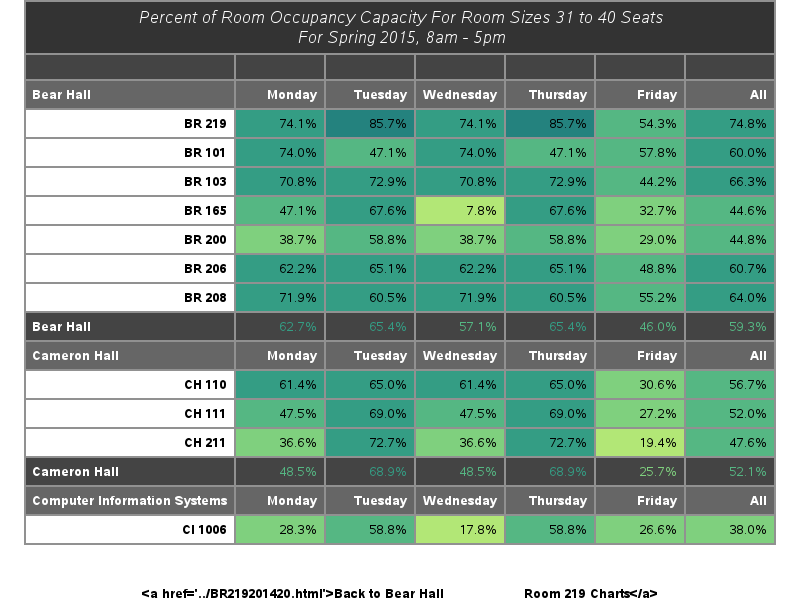 Percent of Room Occupancy Capacity For Room Sizes 31 to 40 Seats
For Spring 2015, 8am - 5pm
Bear Hall Monday Tuesday Wednesday Thursday Friday All
BR 219 74.1% 85.7% 74.1% 85.7% 54.3% 74.8%
BR 101 74.0% 47.1% 74.0% 47.1% 57.8% 60.0%
BR 103 70.8% 72.9% 70.8% 72.9% 44.2% 66.3%
BR 165 47.1% 67.6% 7.8% 67.6% 32.7% 44.6%
BR 200 38.7% 58.8% 38.7% 58.8% 29.0% 44.8%
BR 206 62.2% 65.1% 62.2% 65.1% 48.8% 60.7%
BR 208 71.9% 60.5% 71.9% 60.5% 55.2% 64.0%
Bear Hall 62.7% 65.4% 57.1% 65.4% 46.0% 59.3%
Cameron Hall Monday Tuesday Wednesday Thursday Friday All
CH 110 61.4% 65.0% 61.4% 65.0% 30.6% 56.7%
CH 111 47.5% 69.0% 47.5% 69.0% 27.2% 52.0%
CH 211 36.6% 72.7% 36.6% 72.7% 19.4% 47.6%
Cameron Hall 48.5% 68.9% 48.5% 68.9% 25.7% 52.1%
Computer Information Systems Monday Tuesday Wednesday Thursday Friday All
CI 1006 28.3% 58.8% 17.8% 58.8% 26.6% 38.0%
<a href='../BR219201420.html'>Back to Bear Hall Room 219 Charts</a>